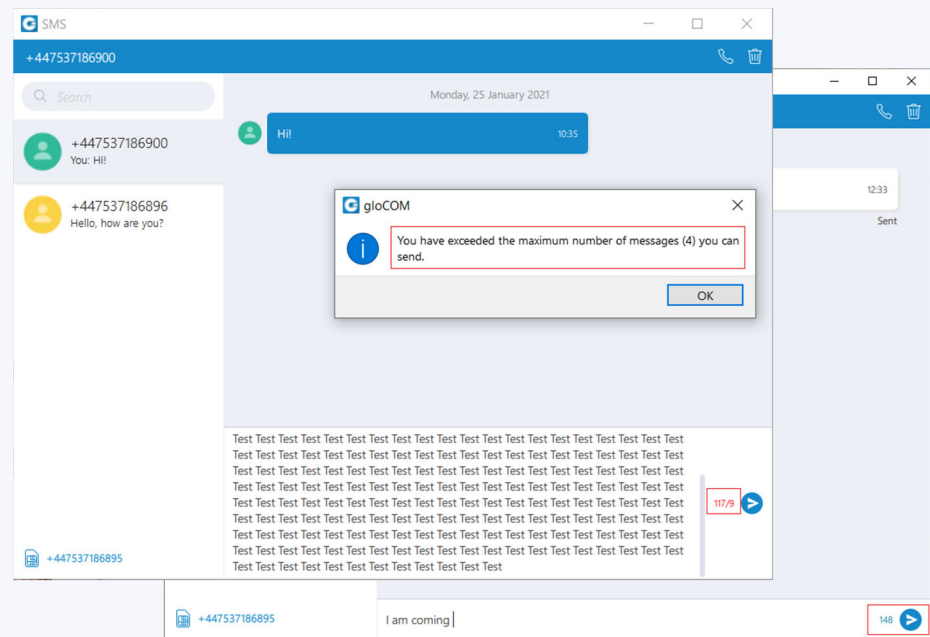 SMS
+447537186900
Search
+447537186900
You: Hi!
+447537186896
Hello, how are you?
Monday, 25 January 2021
Hi!
10:35
gloCOM
You have exceeded the maximum number of messages (4) you can
send.
OK
12:33
Sent
Test Test Test Test Test Test Test Test Test Test Test Test Test Test Test Test Test Test Test Test
Test Test Test Test Test Test Test Test Test Test Test Test Test Test Test Test Test Test Test Test
Test Test Test Test Test Test Test Test Test Test Test Test Test Test Test Test Test Test Test Test
Test Test Test Test Test Test Test Test Test Test Test Test Test Test Test Test Test Test Test Test
Test Test Test Test Test Test Test Test Test Test Test Test Test Test Test Test Test Test Test Test
Test Test Test Test Test Test Test Test Test Test Test Test Test Test Test Test Test Test Test Test
Test Test Test Test Test Test Test Test Test Test Test Test Test Test Test Test Test Test Test Test
Test Test Test Test Test Test Test Test Test Test Test Test Test Test Test Test Test Test Test Test
Test Test Test Test Test Test Test Test Test Test Test Test
117/9
+447537186895
+447537186895
I am coming
148